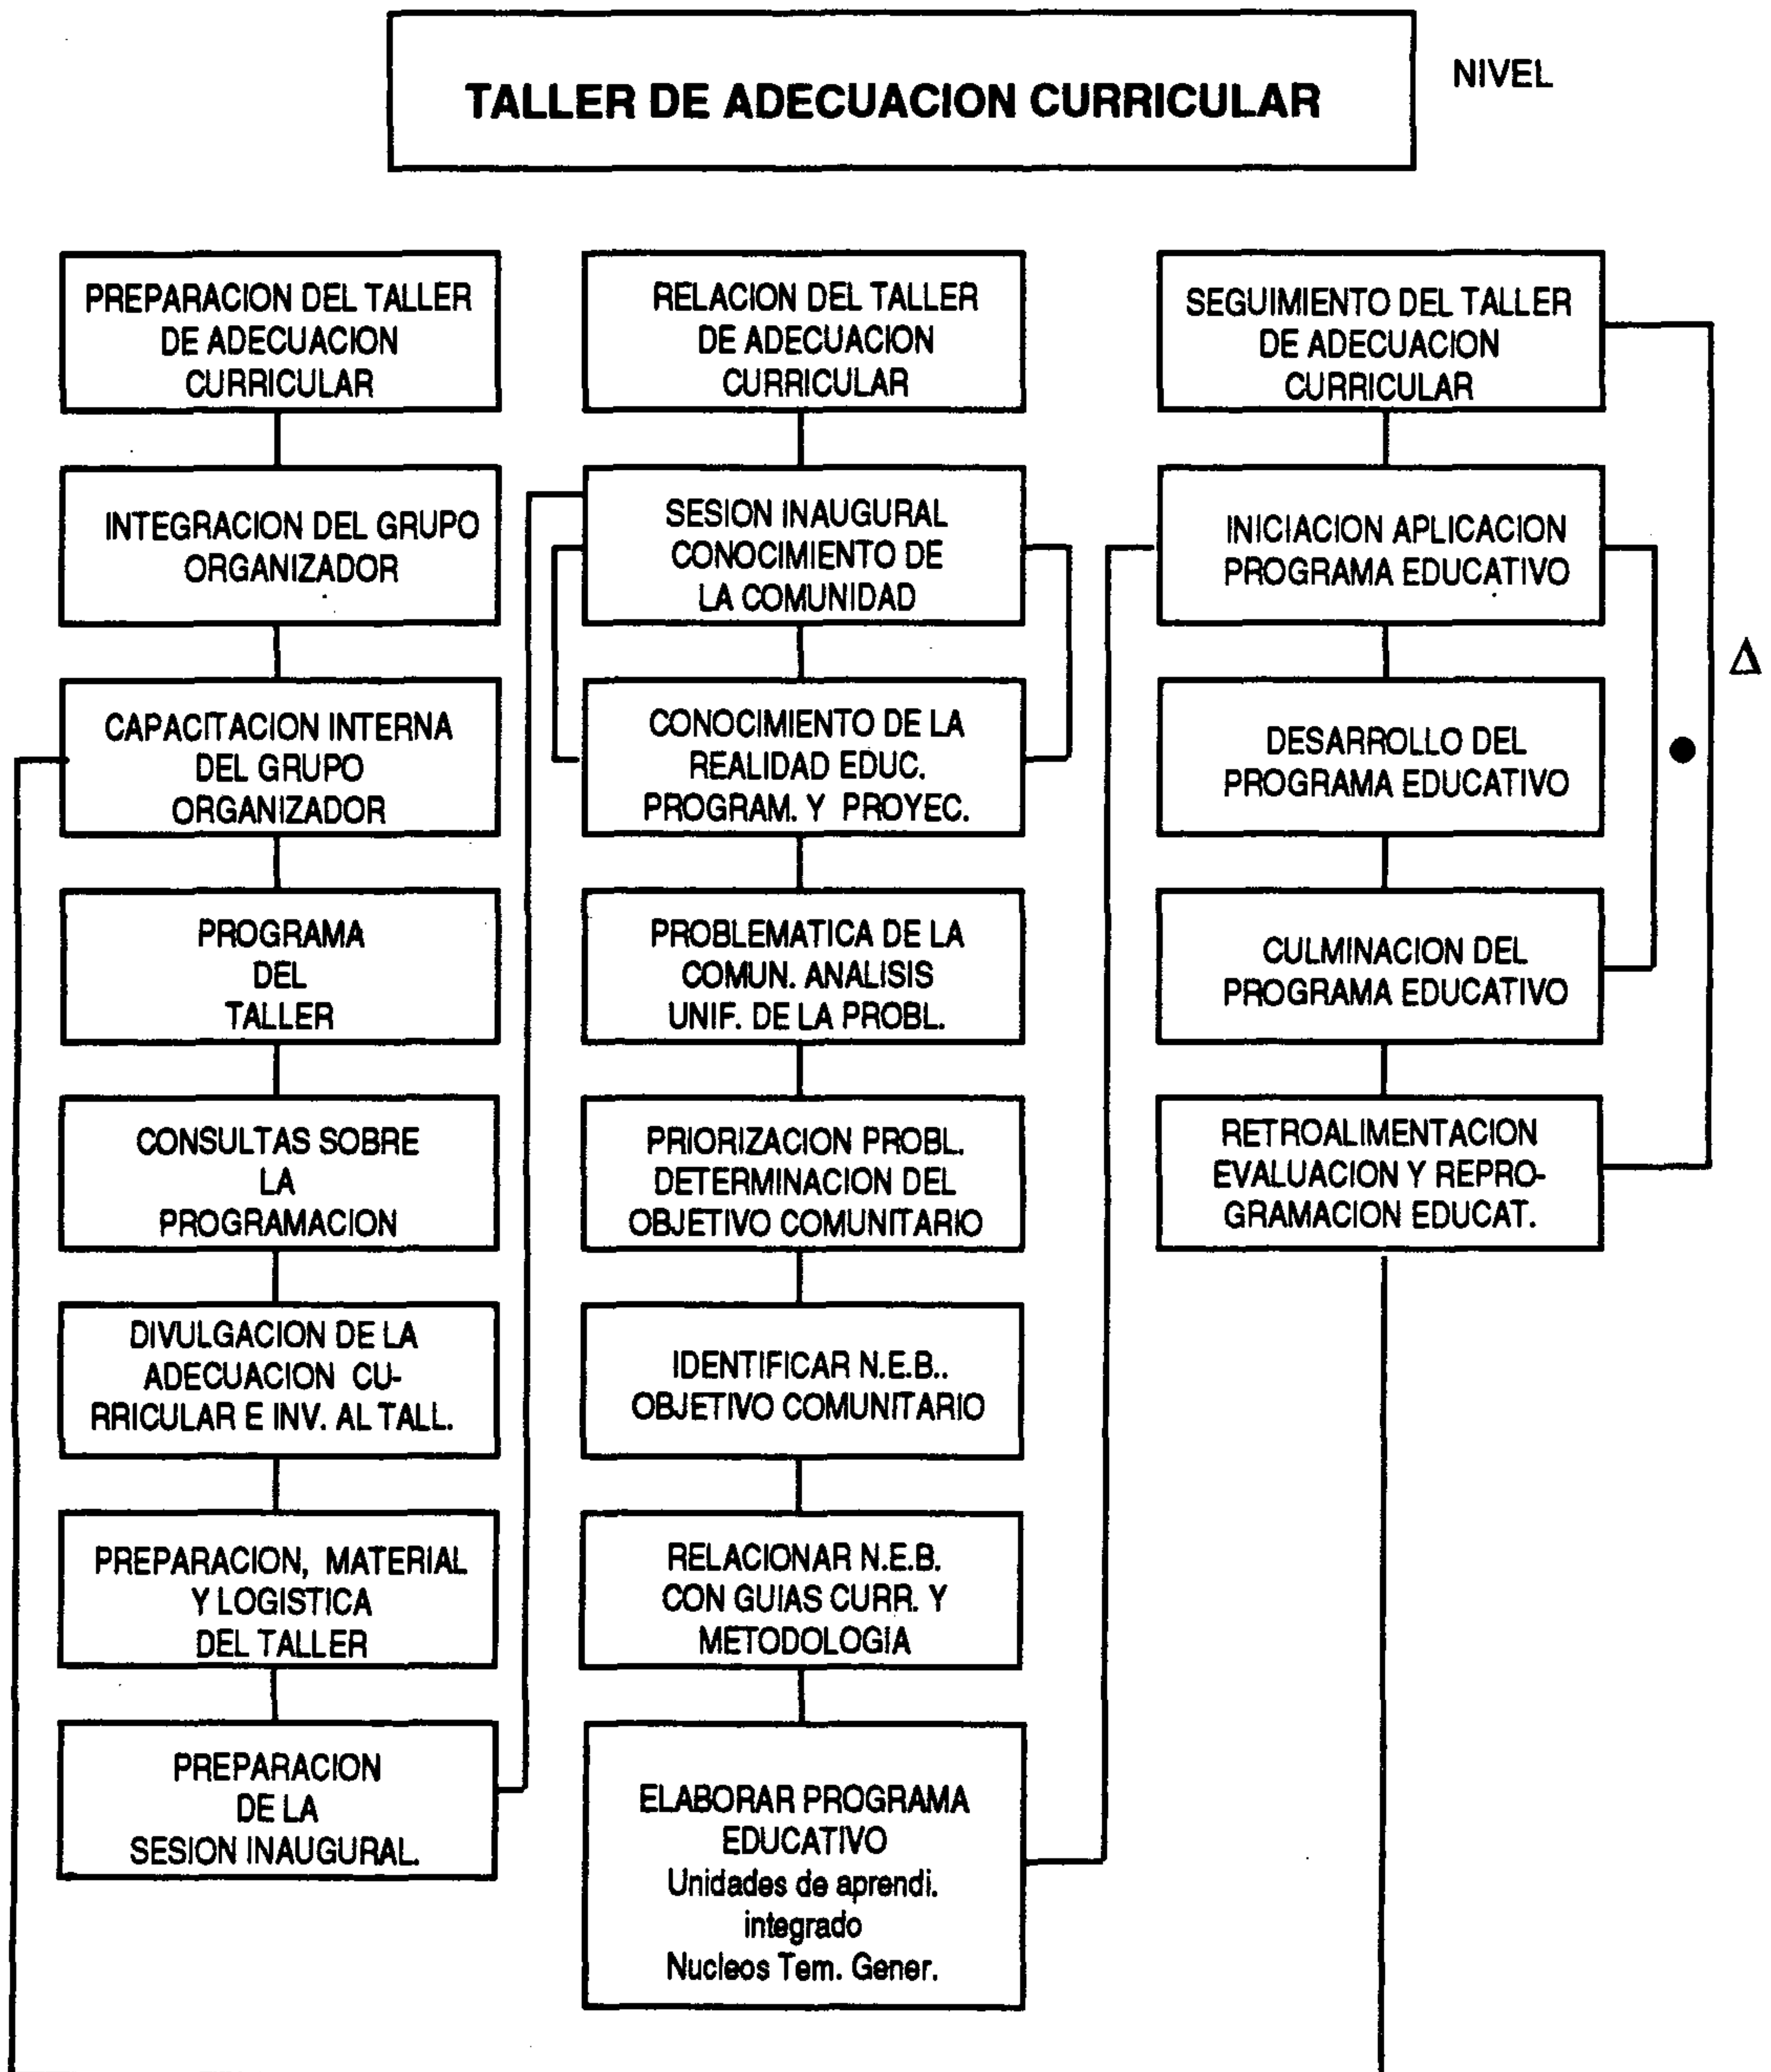 TALLER DE ADECUACION CURRICULAR
NIVEL
PREPARACION DEL TALLER
DE ADECUACION
CURRICULAR
INTEGRACION DEL GRUPO
ORGANIZADOR
CAPACITACION INTERNA
DEL GRUPO
ORGANIZADOR
PROGRAMA
DEL
TALLER
CONSULTAS SOBRE
LA
PROGRAMACION
DIVULGACION DE LA
ADECUACION CU-
RRICULAR E INV. AL TALL.
PREPARACION, MATERIAL
Y LOGISTICA
DEL TALLER
PREPARACION
DE LA
SESION INAUGURAL.
RELACION DEL TALLER
DE ADECUACION
CURRICULAR
SESION INAUGURAL
CONOCIMIENTO DE
LA COMUNIDAD
CONOCIMIENTO DE LA
REALIDAD EDUC.
PROGRAM. Y PROYEC.
PROBLEMATICA DE LA
COMUN. ANALISIS
UNIF. DE LA PROBL.
PRIORIZACION PROBL.
DETERMINACION DEL
OBJETIVO COMUNITARIO
IDENTIFICAR N.E.B..
OBJETIVO COMUNITARIO
RELACIONAR N.E.B.
CON GUIAS CURR. Y
METODOLOGIA
ELABORAR PROGRAMA
EDUCATIVO
Unidades de aprendi.
integrado
Nucleos Tem. Gener.
SEGUIMIENTO DEL TALLER
DE ADECUACION
CURRICULAR
INICIACION APLICACION
PROGRAMA EDUCATIVO
DESARROLLO DEL
PROGRAMA EDUCATIVO
CULMINACION DEL
PROGRAMA EDUCATIVO
RETROALIMENTACION
EVALUACION Y REPRO-
GRAMACION EDUCAT.
Δ